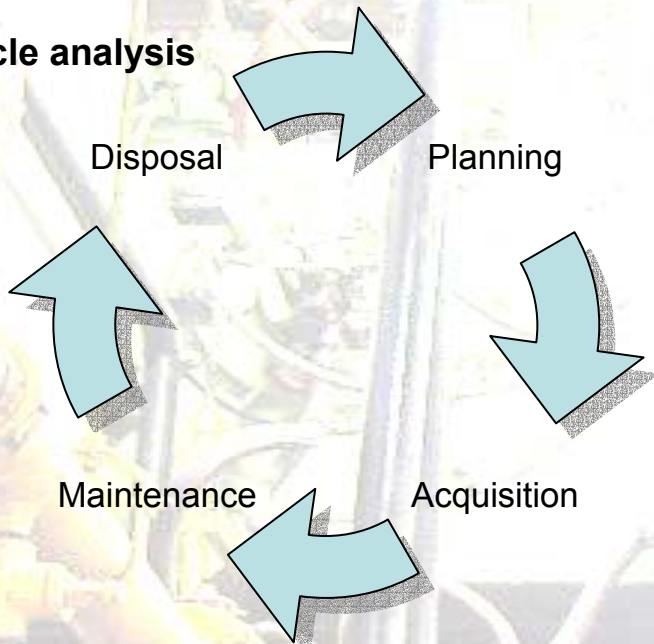 cle analysis
Disposal
Planning
Maintenance
Acquisition